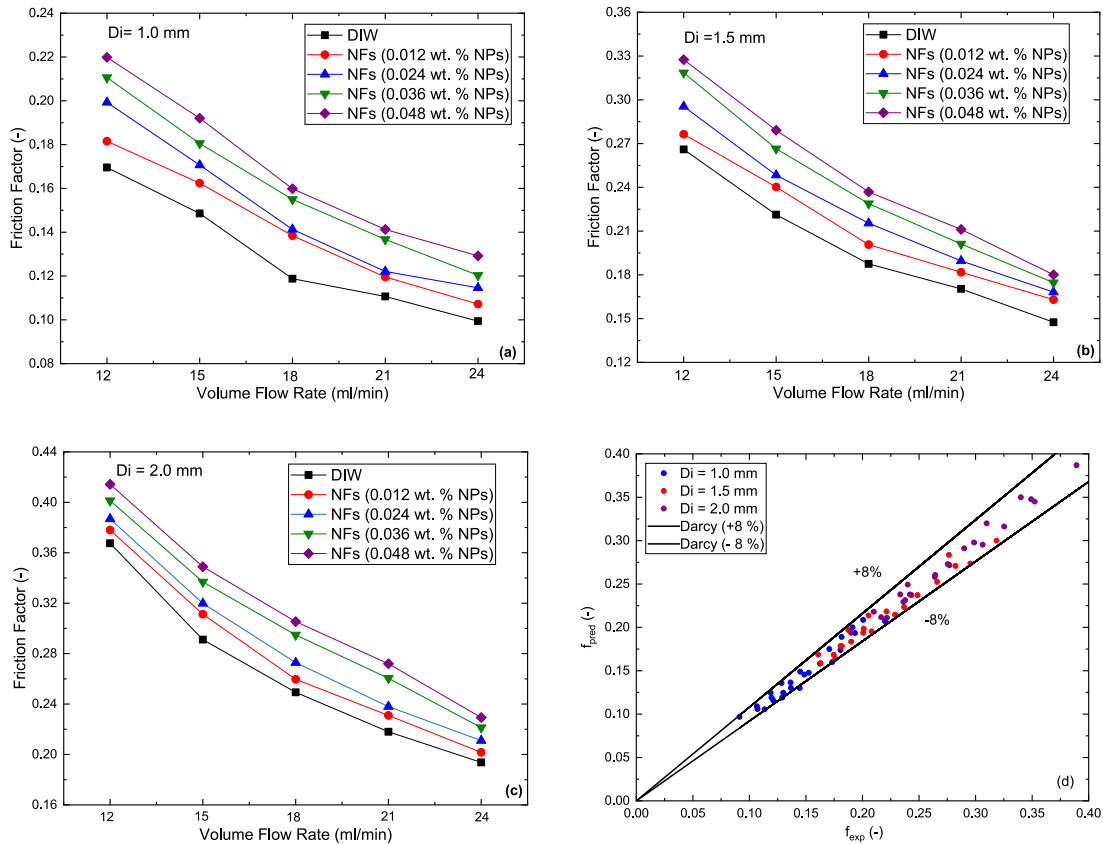 Di= 1.0 mm
DIW
NFs (0.012 wt. % NPs)
NFs (0.024 wt. % NPs)
NFs (0.036 wt. % NPs)
NFs (0.048 wt. % NPs)
0.22
0.20
0.18
0.16
0.14
0.12
0.10
0.08
Friction Factor (-)
12
15
18
21
24
Volume Flow Rate (ml/min)
(a)
Di =1.5 mm
DIW
NFs (0.012 wt. % NPs)
NFs (0.024 wt. % NPs)
NFs (0.036 wt. % NPs)
NFs (0.048 wt. % NPs)
0.36
0.33
0.30
0.27
0.24
0.21
0.18
0.15
0.12
Friction Factor (-)
12
15
18
21
24
Volume Flow Rate (ml/min)
(b)
Di = 2.0 mm
DIW
NFs (0.012 wt. % NPs)
NFs (0.024 wt. % NPs)
NFs (0.036 wt. % NPs)
NFs (0.048 wt. % NPs)
0.44
0.40
0.36
0.32
0.28
0.24
0.20
0.16
Friction Factor (-)
12
15
18
21
24
Volume Flow Rate (ml/min)
(c)
Di = 1.0 mm
Di = 1.5 mm
Di = 2.0 mm
Darcy (+8 %)
Darcy (- 8 %)
+8%
-8%
0.40
0.35
0.30
0.25
0.20
0.15
0.10
0.05
0.00
fpred (-)
0.00
0.05
0.10
0.15
0.20
0.25
0.30
0.35
0.40
fexp (-)
(d)